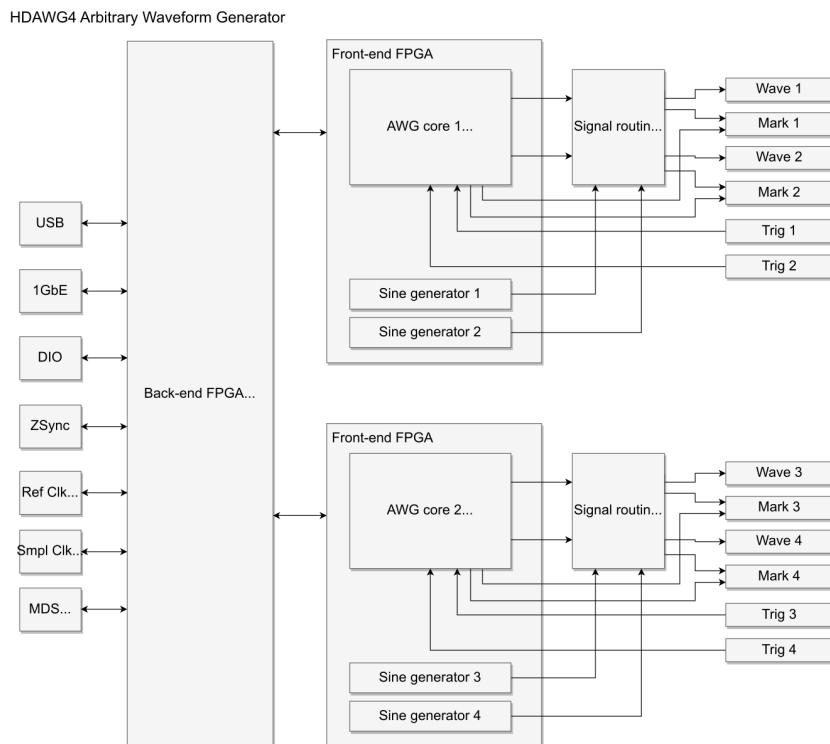 HDAWG4 Arbitrary Waveform Generator
Front-end FPGA
AWG core 1...
Signal routin...
Wave 1
Mark 1
Wave 2
Mark 2
Trig 1
Trig 2
Sine generator 1
Sine generator 2
USB
1GbE
DIO
ZSync
Ref Clk...
Smpl Clk...
MDS...
Back-end FPGA...
Front-end FPGA
AWG core 2...
Signal routin...
Wave 3
Mark 3
Wave 4
Mark 4
Trig 3
Trig 4
Sine generator 3
Sine generator 4